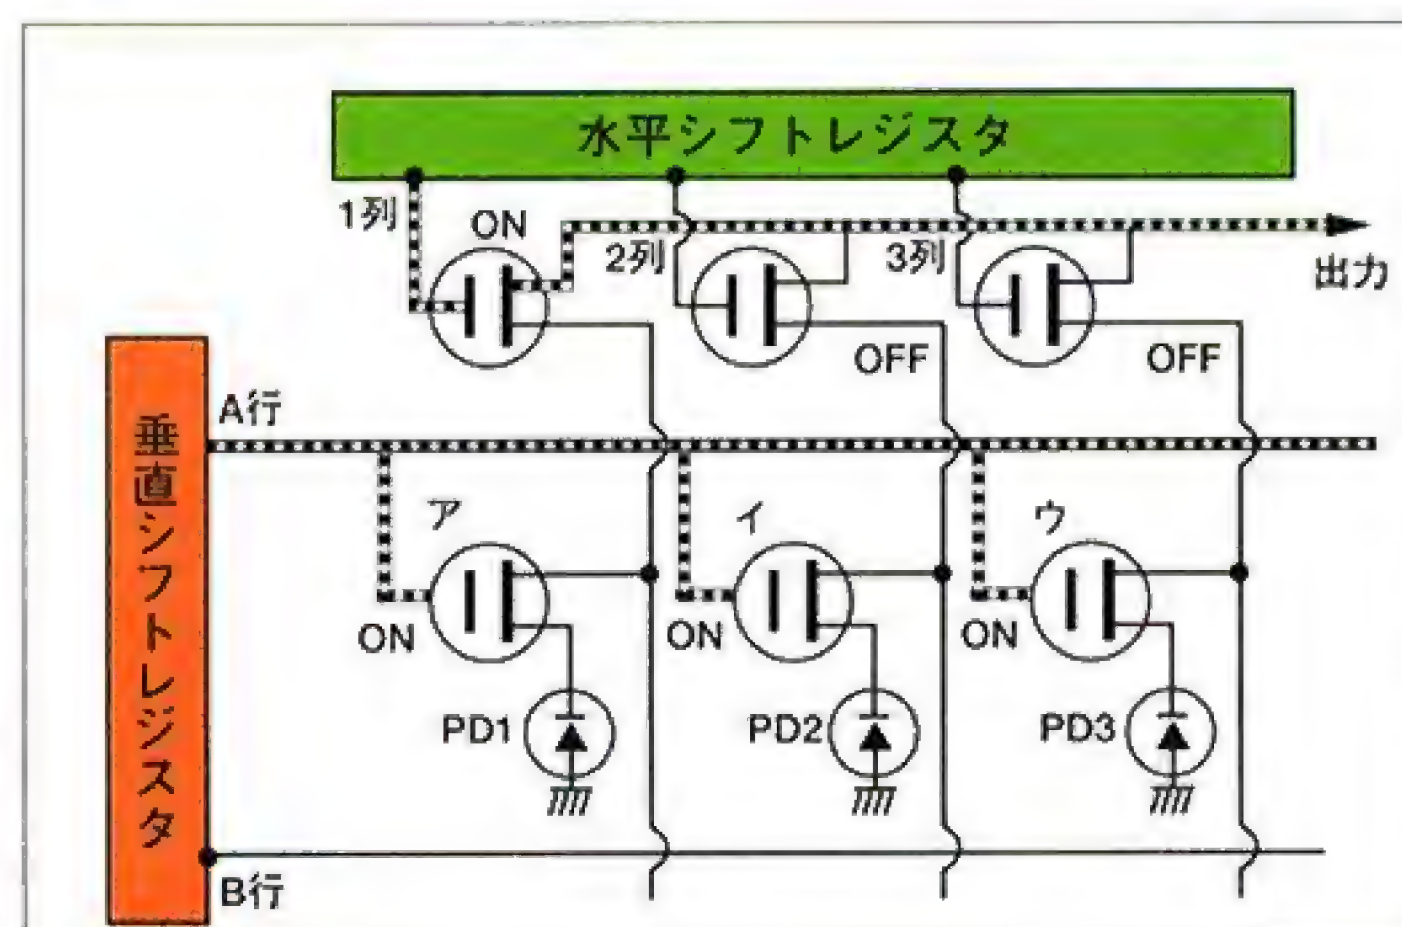 水平シフトレジスタ
1列
ON
2列
3列
出力
OFF
OFF
垂直シフトレジスタ
A行
ア
イ
ウ
ON
ON
ON
PD1
PD2
PD3
B行